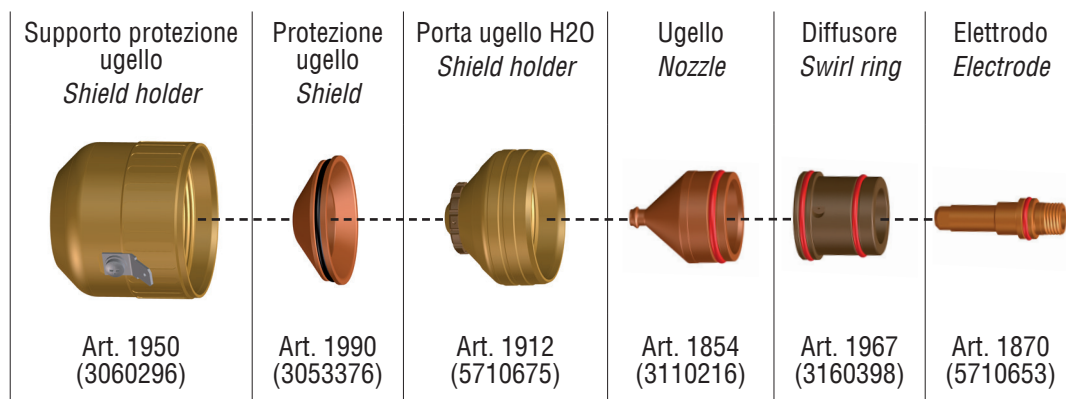 Supporto protezione
ugello
Shield holder
Art. 1950
(3060296)
Protezione
ugello
Shield
Art. 1990
(3053376)
Porta ugello H2O
Shield holder
Art. 1912
(5710675)
Ugello
Nozzle
Art. 1854
(3110216)
Diffusore
Swirl ring
Art. 1967
(3160398)
Elettrodo
Electrode
Art. 1870
(5710653)